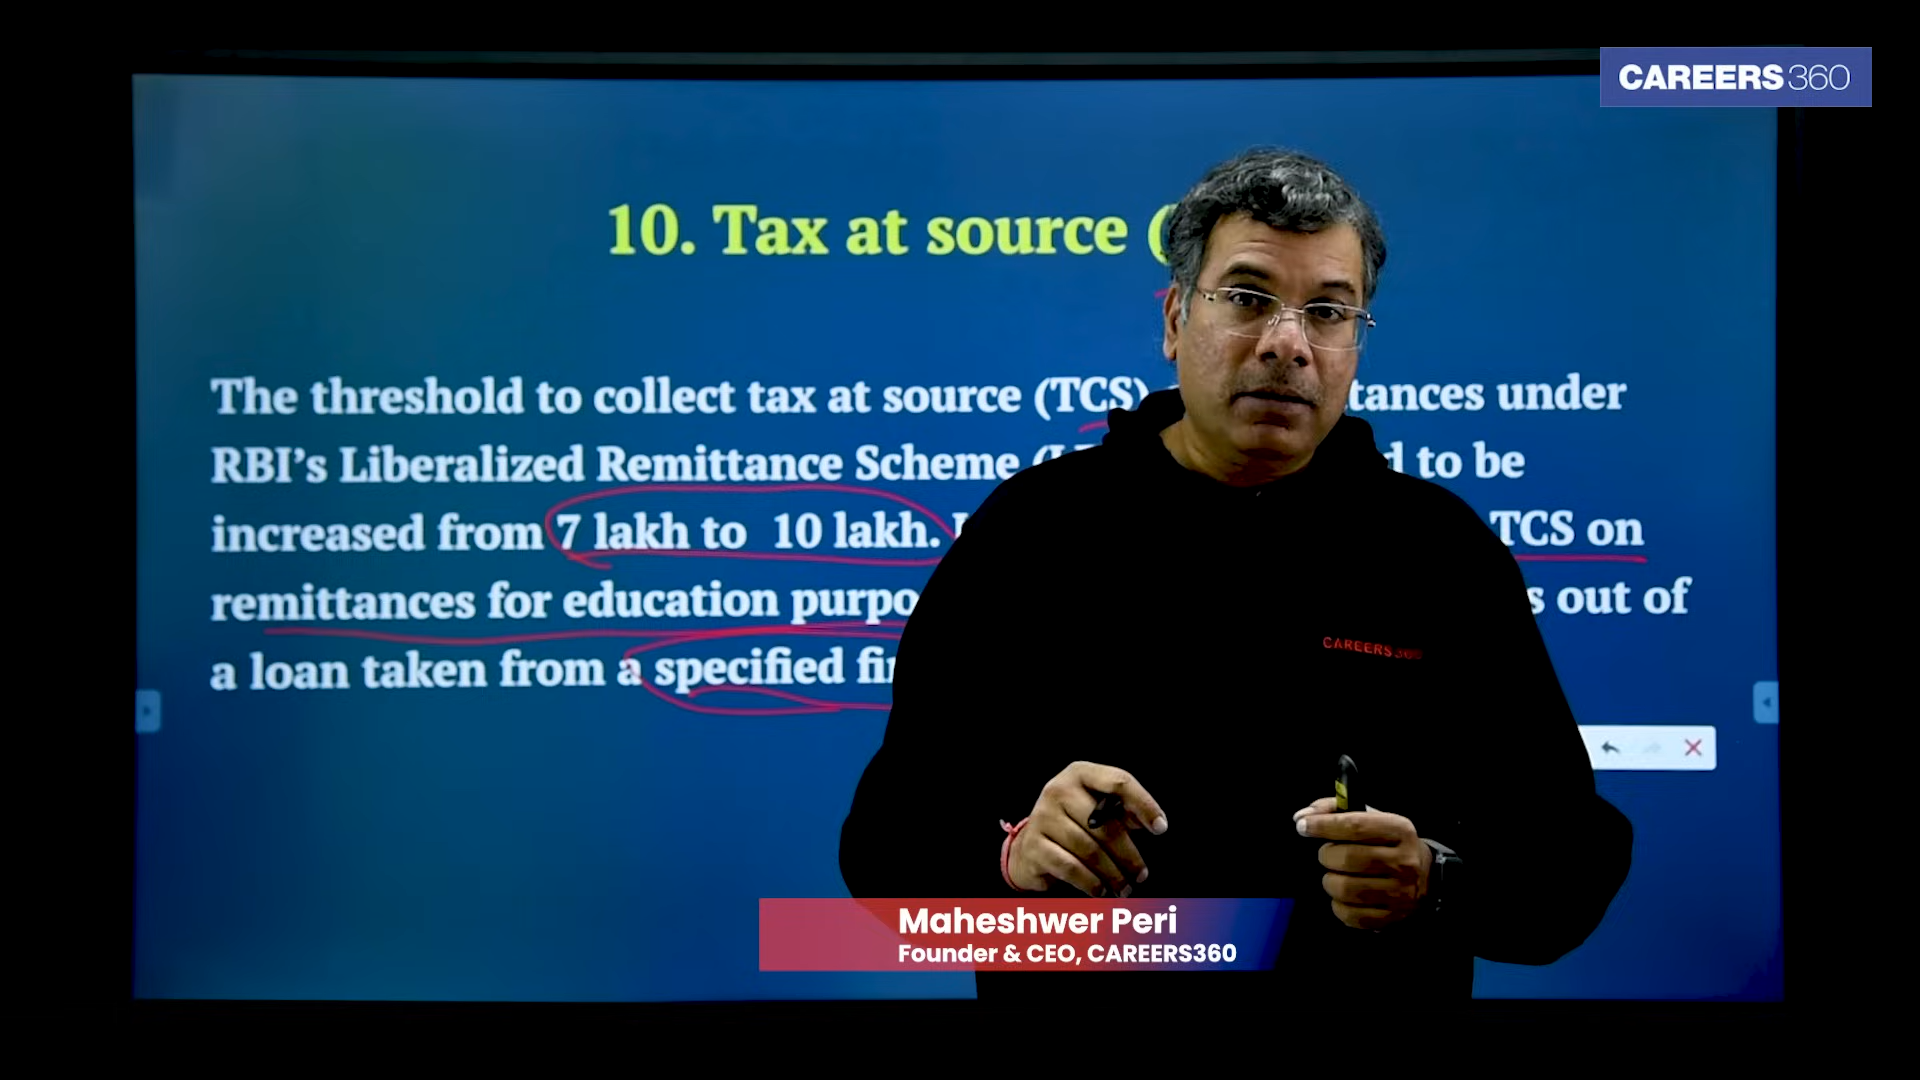 CAREERS360
10. Tax at source (
The threshold to collect tax at source (TCS) tances under
RBI’s Liberalized Remittance Scheme to be
increased from 7 lakh to 10 lakh. TCS on
remittances for education purpo s out of
a loan taken from a specified fi
CAREERS360
Maheshwer Peri
Founder & CEO, CAREERS360